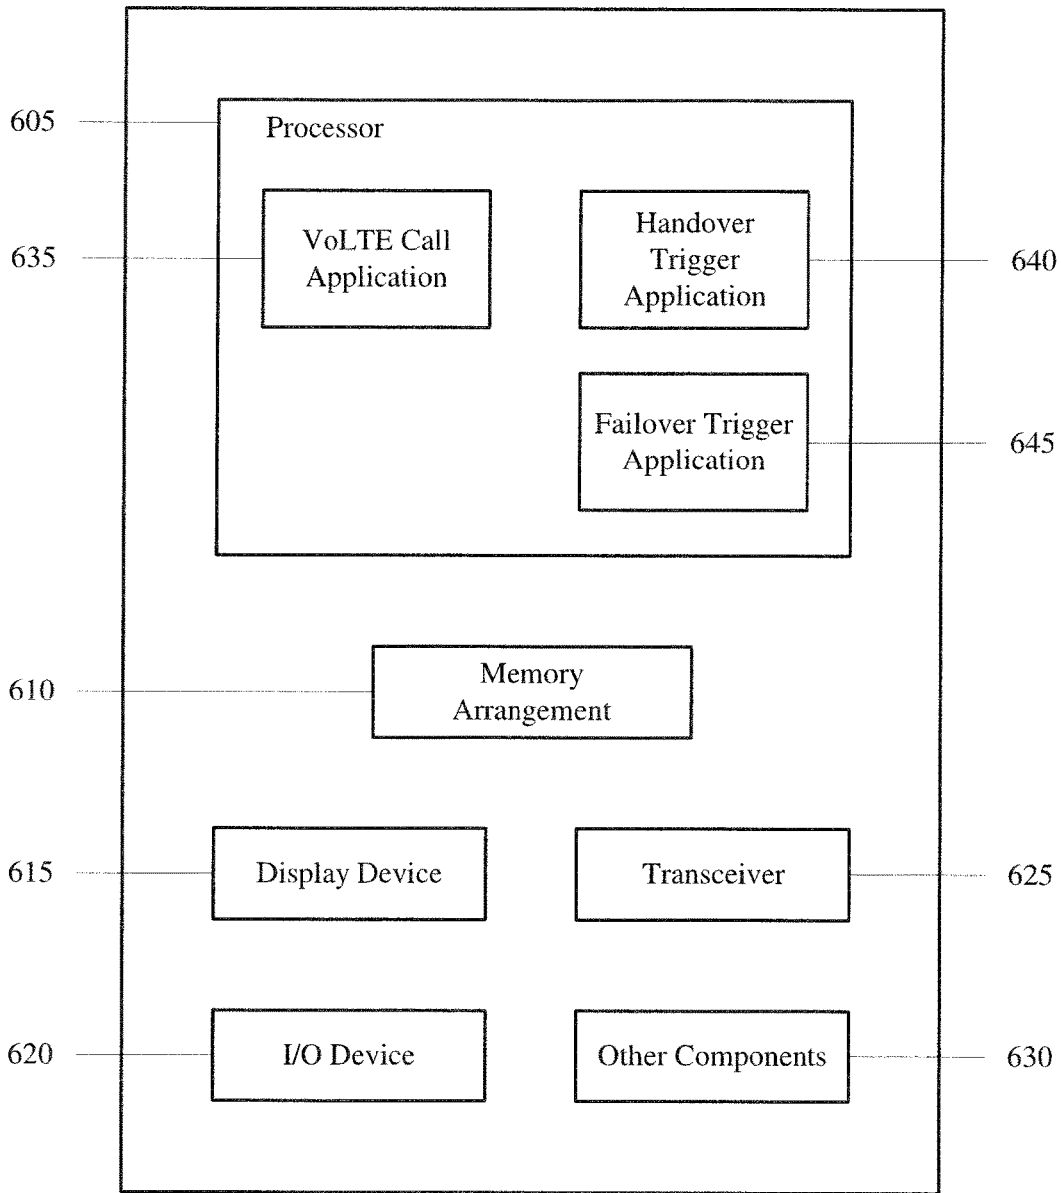 605
Processor
635
VoLTE Call
Application
Handover
Trigger
Application
640
Failover Trigger
Application
645
610
Memory
Arrangement
615
Display Device
Transceiver
625
620
I/O Device
Other Components
630